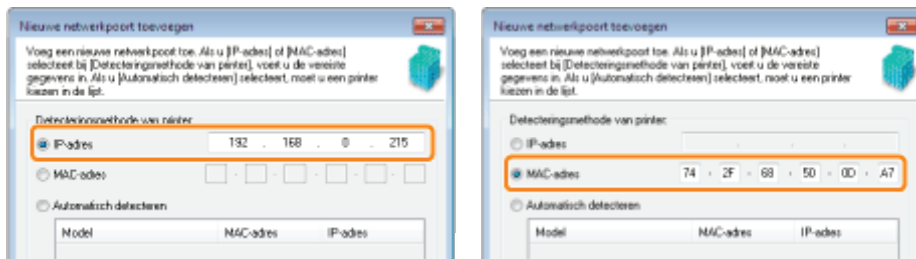 Nieuwe netwerkpoort toevoegen
Voeg een nieuwe netwerkpoort toe. Als u [IP-adres] of [MAC-adres]
selecteert bij [Detecteringsmethode van printer], voert u de vereiste
gegevens in. Als u [Automatisch detecteren] selecteert, moet u een printer
kiezen in de lijst.
Detecteringsmethode van printer:
IP-adres 192 . 168 . 0 . 215
MAC-adres - - - - -
Automatisch detecteren
Model MAC-adres IP-adres
Nieuwe netwerkpoort toevoegen
Voeg een nieuwe netwerkpoort toe. Als u [IP-adres] of [MAC-adres]
selecteert bij [Detecteringsmethode van printer], voert u de vereiste
gegevens in. Als u [Automatisch detecteren] selecteert, moet u een printer
kiezen in de lijst.
Detecteringsmethode van printer:
IP-adres . . .
MAC-adres 74 - 2F - 68 - 50 - 0D - A7
Automatisch detecteren
Model MAC-adres IP-adres